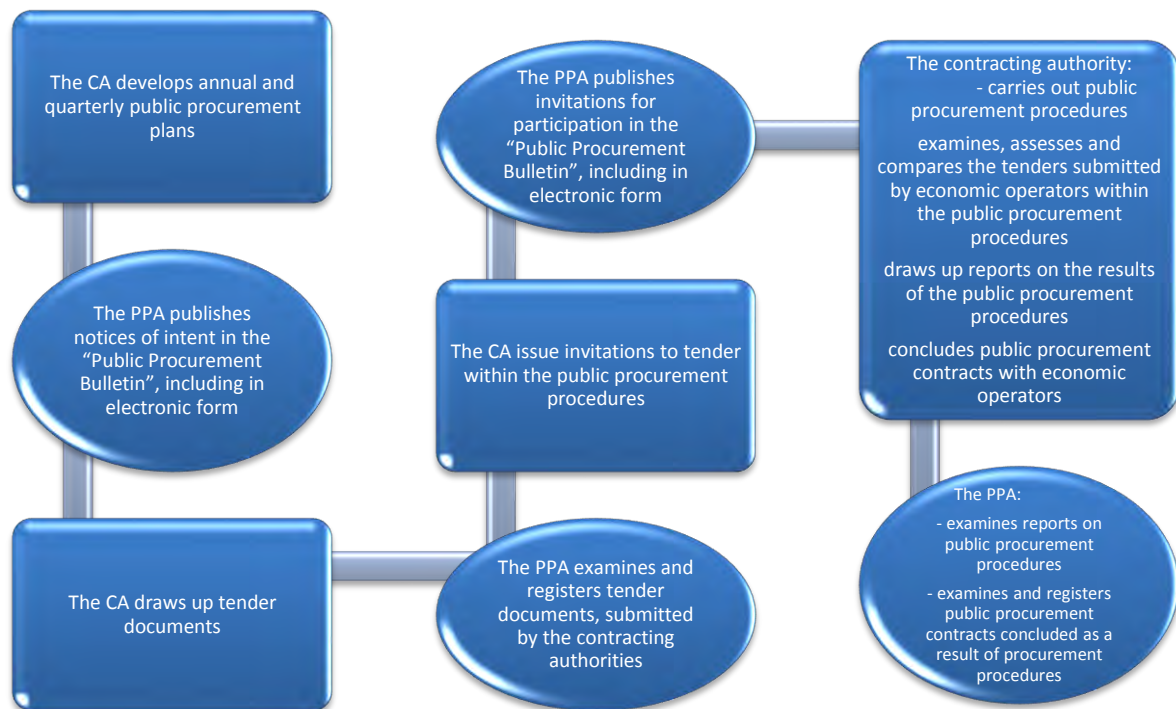 The CA develops annual and
quarterly public procurement
plans
The PPA publishes
notices of intent in the
“Public Procurement
Bulletin”, including in
electronic form
The CA draws up tender
documents
The PPA examines and
registers tender
documents, submitted
by the contracting
authorities
The CA issue invitations to tender
within the public procurement
procedures
The PPA publishes
invitations for
participation in the
“Public Procurement
Bulletin”, including in
electronic form
The contracting authority:
- carries out public
procurement procedures
examines, assesses and
compares the tenders submitted
by economic operators within
the public procurement
procedures
draws up reports on the results
of the public procurement
procedures
concludes public procurement
contracts with economic
operators
The PPA:
- examines reports on
public procurement
procedures
- examines and registers
public procurement
contracts concluded as a
result of procurement
procedures